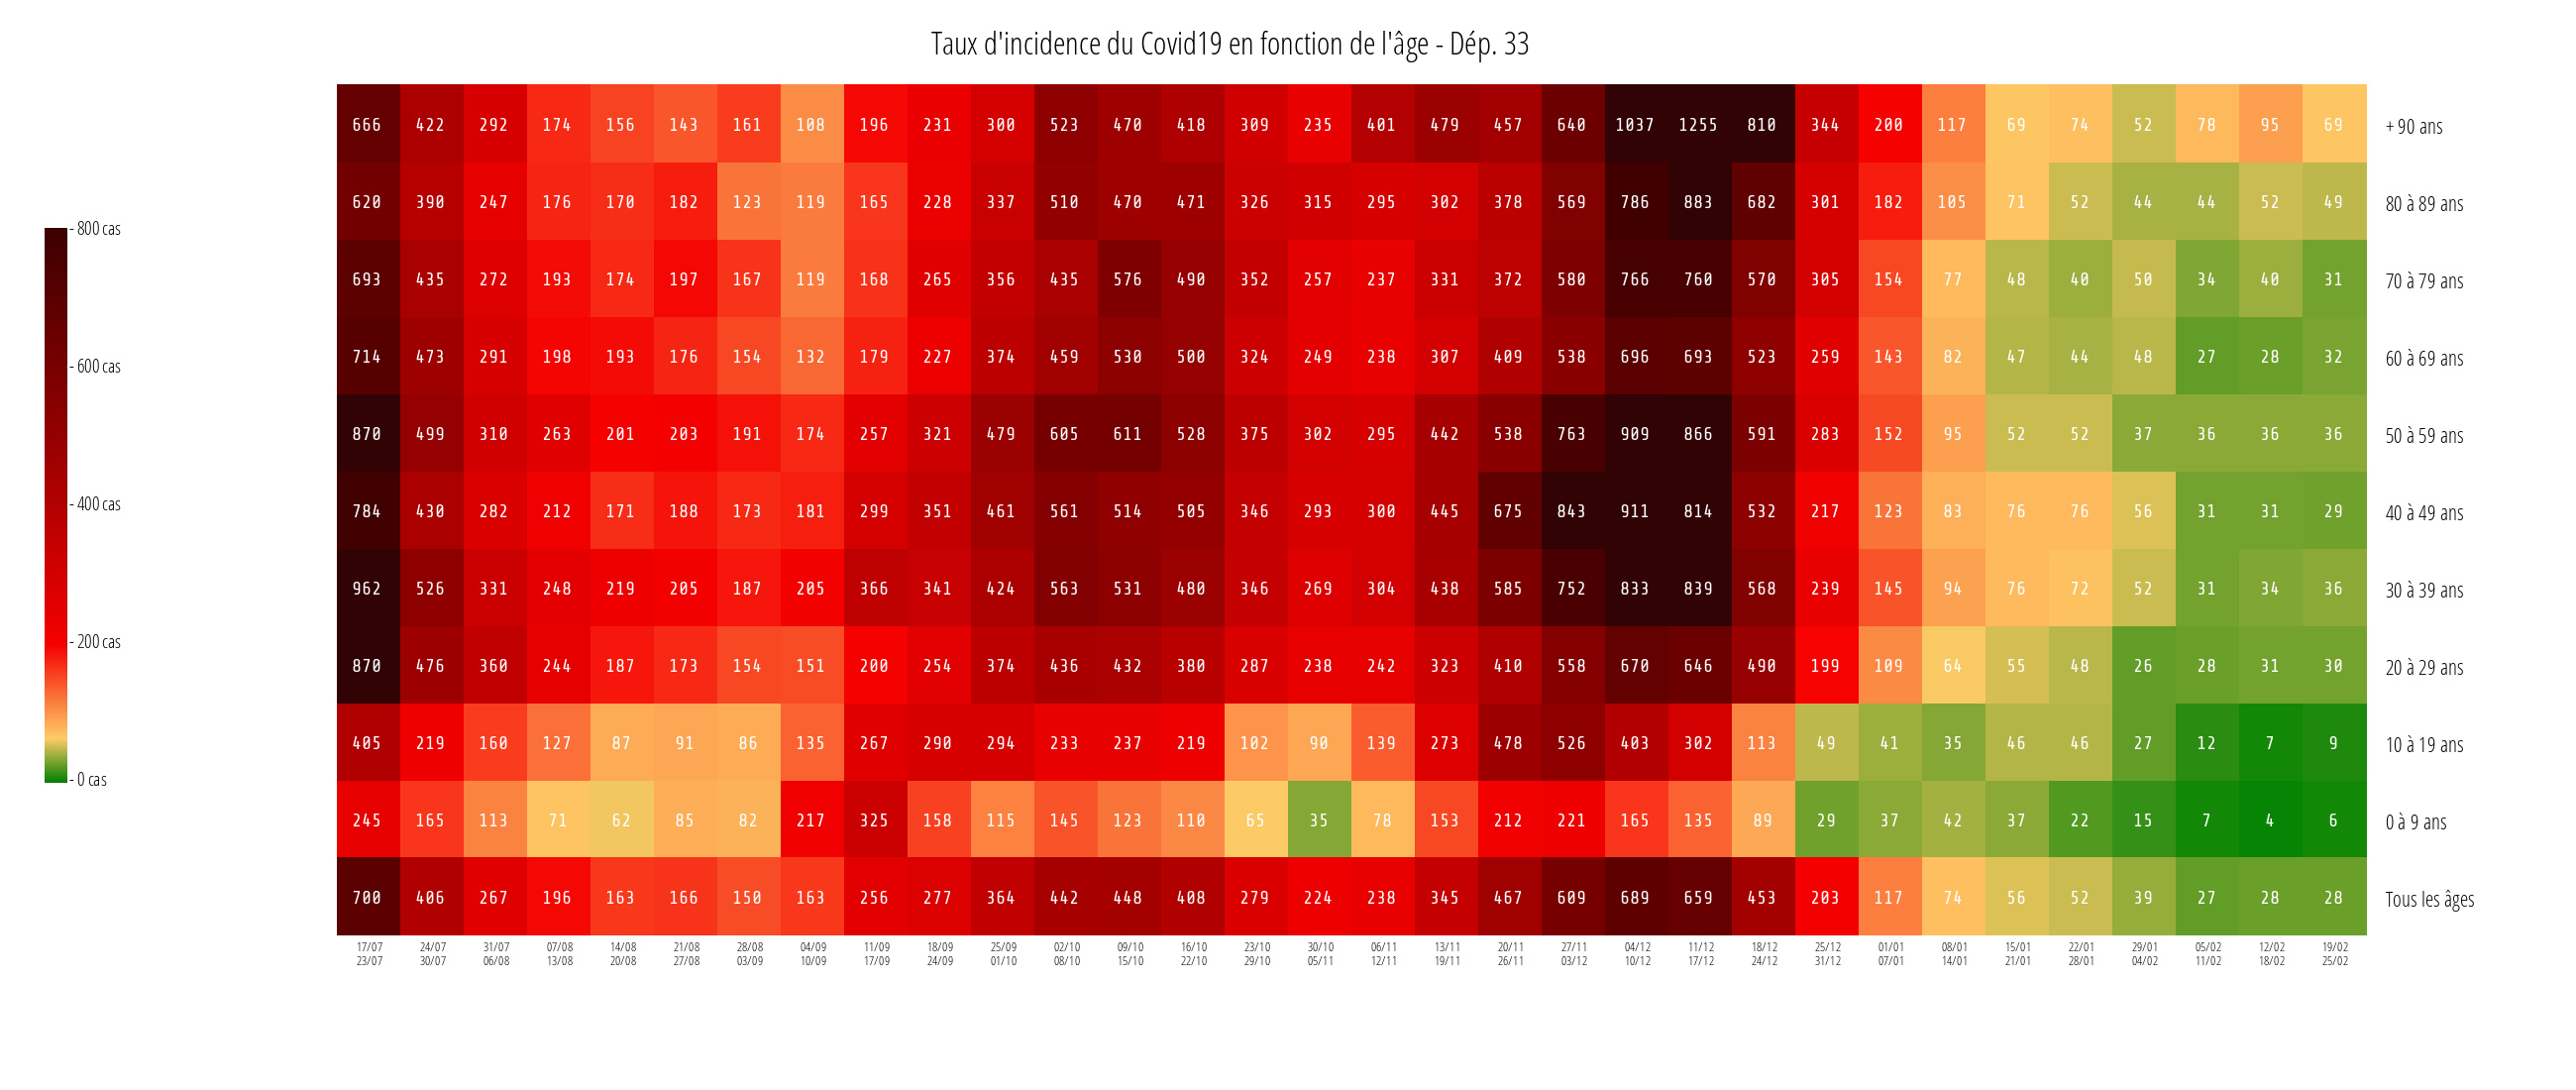 Taux d'incidence du Covid19 en fonction de l'âge - Dép. 33
- 800 cas
- 600 cas
- 400 cas
- 200 cas
- 0 cas
666 422 292 174 156 143 161 108 196 231 300 523 470 418 309 235 401 479 457 640 1037 1255 810 344 200 117 69 74 52 78 95 69 + 90 ans
620 390 247 176 170 182 123 119 165 228 337 510 470 471 326 315 295 302 378 569 786 883 682 301 182 105 71 52 44 44 52 49 80 à 89 ans
693 435 272 193 174 197 167 119 168 265 356 435 576 490 352 257 237 331 372 580 766 760 570 305 154 77 48 40 50 34 40 31 70 à 79 ans
714 473 291 198 193 176 154 132 179 227 374 459 530 500 324 249 238 307 409 538 696 693 523 259 143 82 47 44 48 27 28 32 60 à 69 ans
870 499 310 263 201 203 191 174 257 321 479 605 611 528 375 302 295 442 538 763 909 866 591 283 152 95 52 52 37 36 36 36 50 à 59 ans
784 430 282 212 171 188 173 181 299 351 461 561 514 505 346 293 300 445 675 843 911 814 532 217 123 83 76 76 56 31 31 29 40 à 49 ans
962 526 331 248 219 205 187 205 366 341 424 563 531 480 346 269 304 438 585 752 833 839 568 239 145 94 76 72 52 31 34 36 30 à 39 ans
870 476 360 244 187 173 154 151 200 254 374 436 432 380 287 238 242 323 410 558 670 646 490 199 109 64 55 48 26 28 31 30 20 à 29 ans
405 219 160 127 87 91 86 135 267 290 294 233 237 219 102 90 139 273 478 526 403 302 113 49 41 35 46 46 27 12 7 9 10 à 19 ans
245 165 113 71 62 85 82 217 325 158 115 145 123 110 65 35 78 153 212 221 165 135 89 29 37 42 37 22 15 7 4 6 0 à 9 ans
700 406 267 196 163 166 150 163 256 277 364 442 448 408 279 224 238 345 467 609 689 659 453 203 117 74 56 52 39 27 28 28 Tous les âges
17/07 24/07 31/07 07/08 14/08 21/08 28/08 04/09 11/09 18/09 25/09 02/10 09/10 16/10 23/10 30/10 06/11 13/11 20/11 27/11 04/12 11/12 18/12 25/12 01/01 08/01 15/01 22/01 29/01 05/02 12/02 19/02
23/07 30/07 06/08 13/08 20/08 27/08 03/09 10/09 17/09 24/09 01/10 08/10 15/10 22/10 29/10 05/11 12/11 19/11 26/11 03/12 10/12 17/12 24/12 31/12 07/01 14/01 21/01 28/01 04/02 11/02 18/02 25/02